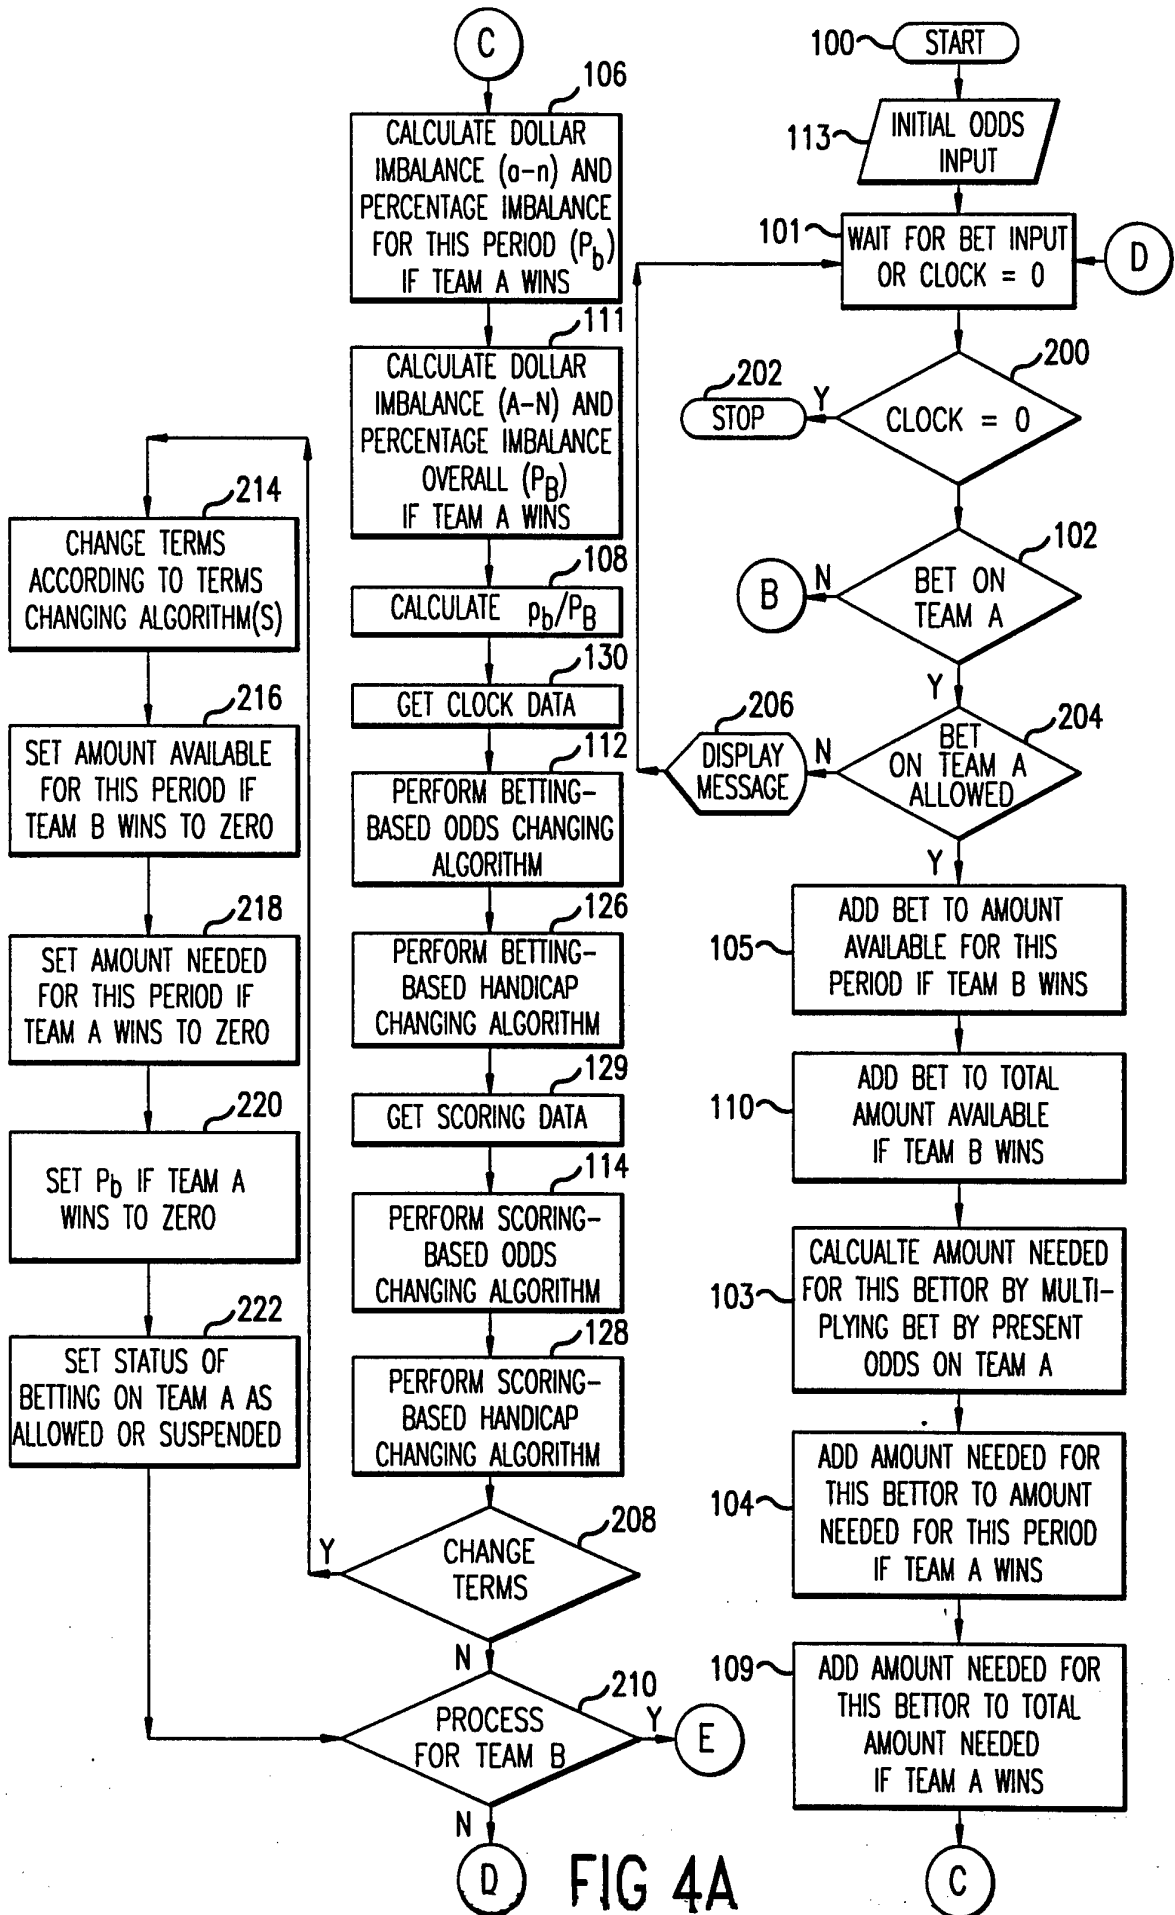 C
106
CALCULATE DOLLAR
IMBALANCE (a-n) AND
PERCENTAGE IMBALANCE
FOR THIS PERIOD (Pb)
IF TEAM A WINS
111
CALCULATE DOLLAR
IMBALANCE (A-N) AND
PERCENTAGE IMBALANCE
OVERALL (PB)
IF TEAM A WINS
108
CALCULATE pb/PB
130
GET CLOCK DATA
112
PERFORM BETTING-
BASED ODDS CHANGING
ALGORITHM
126
PERFORM BETTING-
BASED HANDICAP
CHANGING ALGORITHM
129
GET SCORING DATA
114
PERFORM SCORING-
BASED ODDS
CHANGING ALGORITHM
128
PERFORM SCORING-
BASED HANDICAP
CHANGING ALGORITHM
208
CHANGE
TERMS
Y
N
210
PROCESS
FOR TEAM B
Y
E
N
D
214
CHANGE TERMS
ACCORDING TO TERMS
CHANGING ALGORITHM(S)
216
SET AMOUNT AVAILABLE
FOR THIS PERIOD IF
TEAM B WINS TO ZERO
218
SET AMOUNT NEEDED
FOR THIS PERIOD IF
TEAM A WINS TO ZERO
220
SET Pb IF TEAM A
WINS TO ZERO
222
SET STATUS OF
BETTING ON TEAM A AS
ALLOWED OR SUSPENDED
100
START
113
INITIAL ODDS
INPUT
101
WAIT FOR BET INPUT
OR CLOCK = 0
D
200
CLOCK = 0
Y
202
STOP
102
BET ON
TEAM A
N
B
Y
204
BET
ON TEAM A
ALLOWED
N
206
DISPLAY
MESSAGE
Y
105
ADD BET TO AMOUNT
AVAILABLE FOR THIS
PERIOD IF TEAM B WINS
110
ADD BET TO TOTAL
AMOUNT AVAILABLE
IF TEAM B WINS
103
CALCUALTE AMOUNT NEEDED
FOR THIS BETTOR BY MULTI-
PLYING BET BY PRESENT
ODDS ON TEAM A
104
ADD AMOUNT NEEDED FOR
THIS BETTOR TO AMOUNT
NEEDED FOR THIS PERIOD
IF TEAM A WINS
109
ADD AMOUNT NEEDED FOR
THIS BETTOR TO TOTAL
AMOUNT NEEDED
IF TEAM A WINS
C
FIG 4A